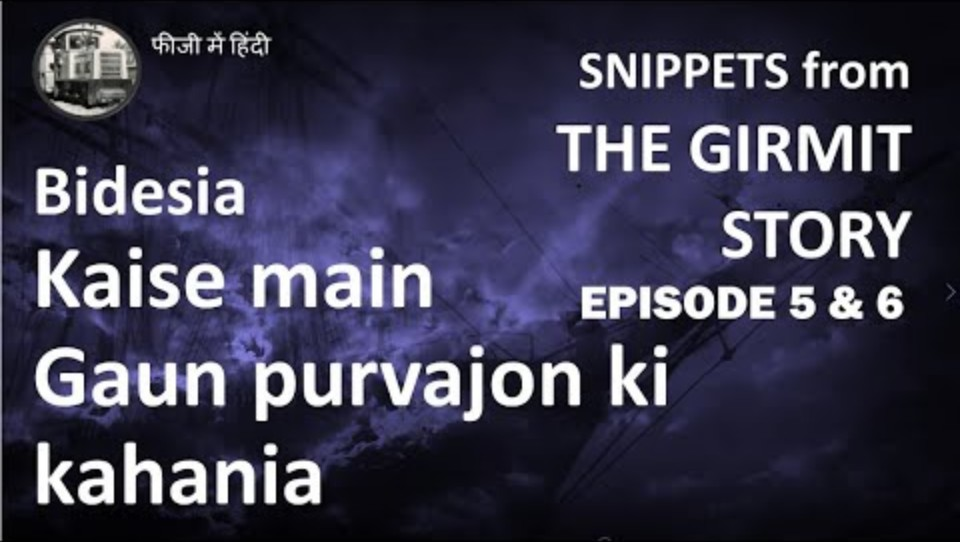 फीजी में हिंदी
SNIPPETS from
THE GIRMIT
STORY
EPISODE 5 & 6
Bidesia
Kaise main
Gaun purvajon ki
kahania